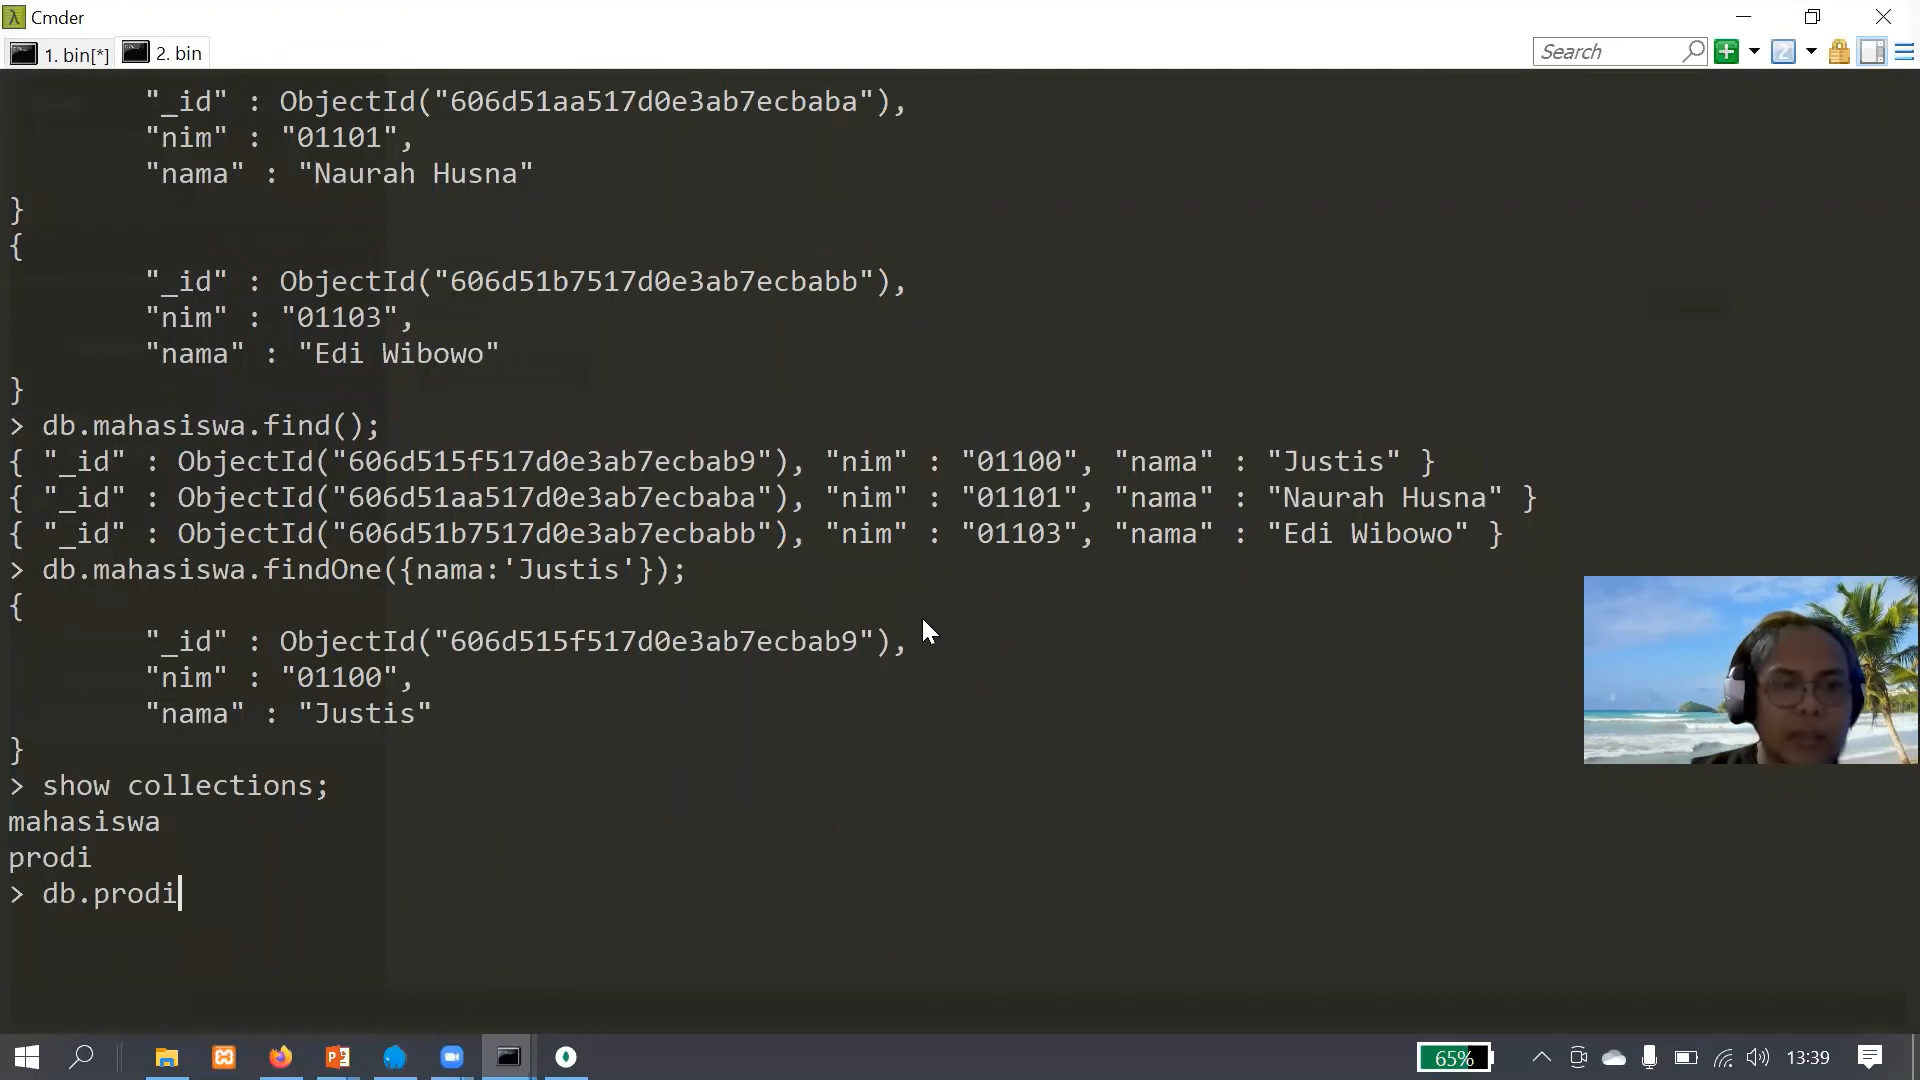 Cmder
1. bin[*]
2. bin
Search
2
"_id" : ObjectId("606d51aa517d0e3ab7ecbaba"),
"nim" : "01101",
"nama" : "Naurah Husna"
}
{
"_id" : ObjectId("606d51b7517d0e3ab7ecbabb"),
"nim" : "01103",
"nama" : "Edi Wibowo"
}
> db.mahasiswa.find();
{ "_id" : ObjectId("606d515f517d0e3ab7ecbab9"), "nim" : "01100", "nama" : "Justis" }
{ "_id" : ObjectId("606d51aa517d0e3ab7ecbaba"), "nim" : "01101", "nama" : "Naurah Husna" }
{ "_id" : ObjectId("606d51b7517d0e3ab7ecbabb"), "nim" : "01103", "nama" : "Edi Wibowo" }
> db.mahasiswa.findOne({nama:'Justis'});
{
"_id" : ObjectId("606d515f517d0e3ab7ecbab9"),
"nim" : "01100",
"nama" : "Justis"
}
> show collections;
mahasiswa
prodi
> db.prodi
65%
13:39